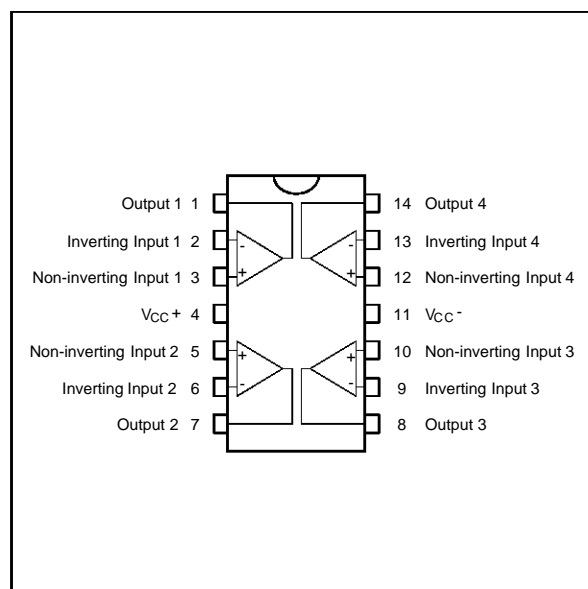 Output 1 1 14 Output 4
Inverting Input 1 2 - - 13 Inverting Input 4
Non-inverting Input 1 3 + + 12 Non-inverting Input 4
VCC + 4 11 VCC -
Non-inverting Input 2 5 + + 10 Non-inverting Input 3
Inverting Input 2 6 - - 9 Inverting Input 3
Output 2 7 8 Output 3